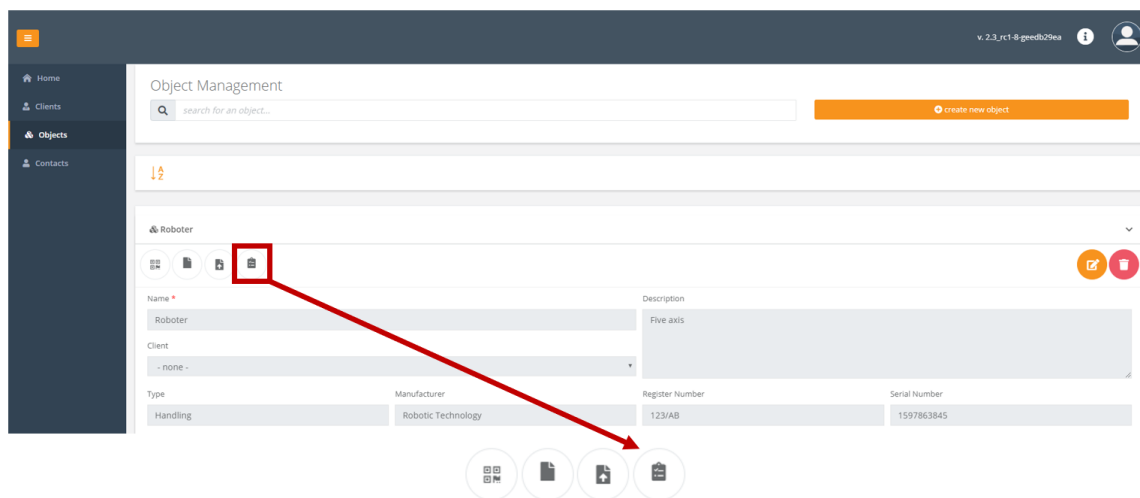 v. 2.3_rc1-8-geedb29ea
Home
Clients
Objects
Contacts
Object Management
search for an object...
create new object
A
Z
Roboter
Name *
Roboter
Description
Five axis
Client
- none -
Type
Handling
Manufacturer
Robotic Technology
Register Number
123/AB
Serial Number
1597863845